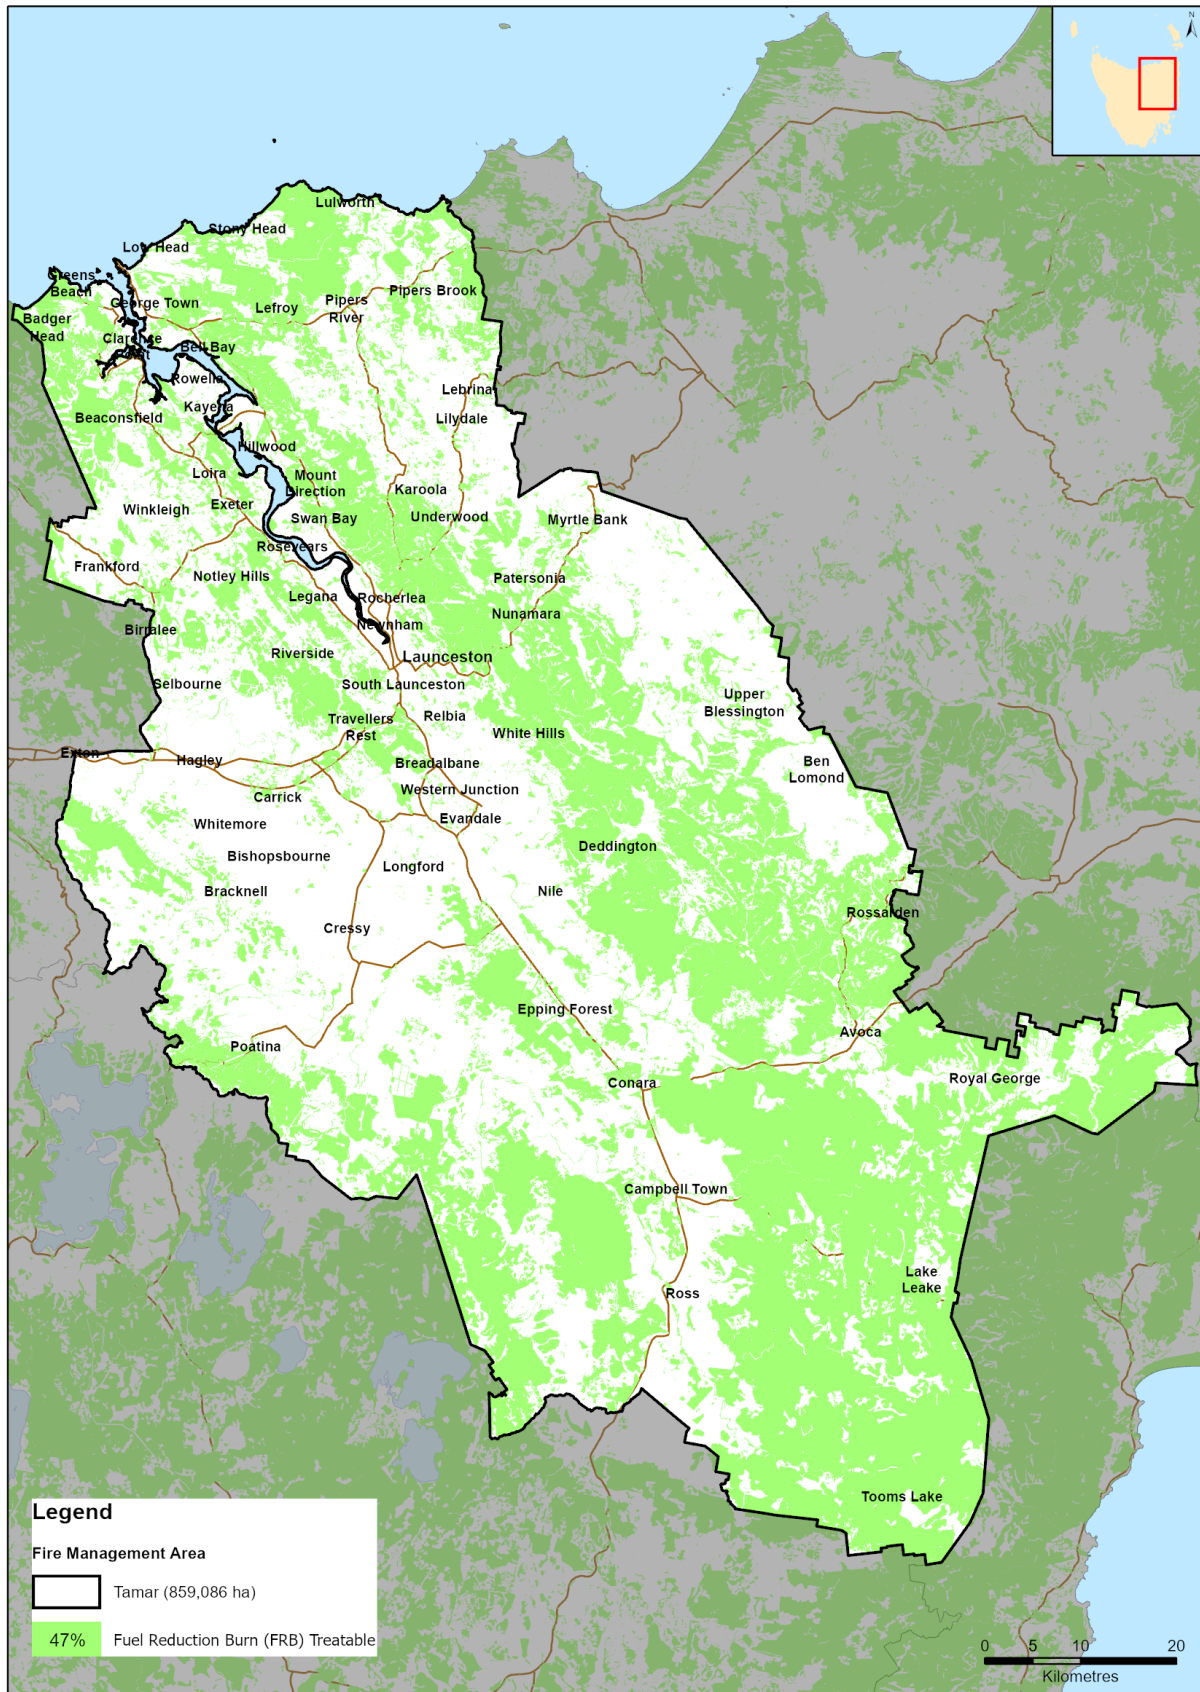 N
Lulworth
Stony Head
Low Head
Greens
Beach
George Town
Lefroy
Pipers
River
Pipers Brook
Badger
Head
Clarence
Point
Bell Bay
Rowella
Kayena
Lebrina
Beaconsfield
Lilydale
Hillwood
Loira
Mount
Direction
Karoola
Winkleigh
Exeter
Swan Bay
Underwood
Myrtle Bank
Rosevears
Frankford
Notley Hills
Patersonia
Legana
Rocherlea
Nunamara
Newnham
Birralee
Riverside
Launceston
Selbourne
South Launceston
Upper
Blessington
Travellers
Rest
Relbia
White Hills
Exton
Hagley
Breadalbane
Ben
Lomond
Carrick
Western Junction
Whitemore
Evandale
Bishopsbourne
Longford
Deddington
Bracknell
Nile
Rossarden
Cressy
Epping Forest
Avoca
Poatina
Conara
Royal George
Campbell Town
Lake
Leake
Ross
Tooms Lake
Legend
Fire Management Area
Tamar (859,086 ha)
47% Fuel Reduction Burn (FRB) Treatable
0 5 10 20
Kilometres